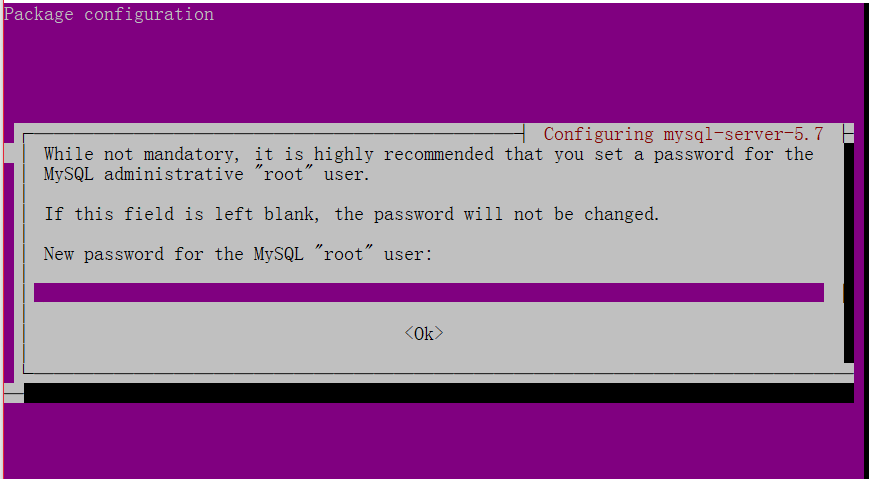 Package configuration
Configuring mysql-server-5.7
While not mandatory, it is highly recommended that you set a password for the
MySQL administrative "root" user.
If this field is left blank, the password will not be changed.
New password for the MySQL "root" user:
<Ok>